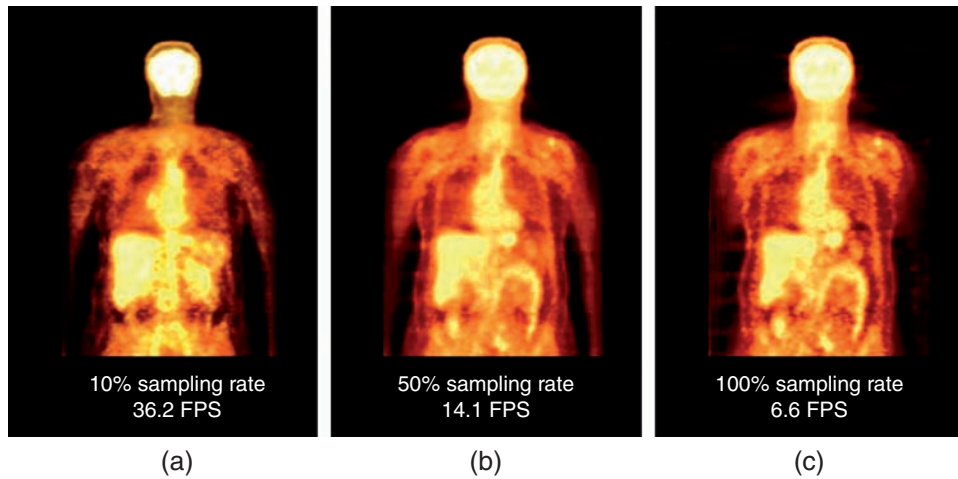 10% sampling rate
36.2 FPS
50% sampling rate
14.1 FPS
100% sampling rate
6.6 FPS
(a)
(b)
(c)